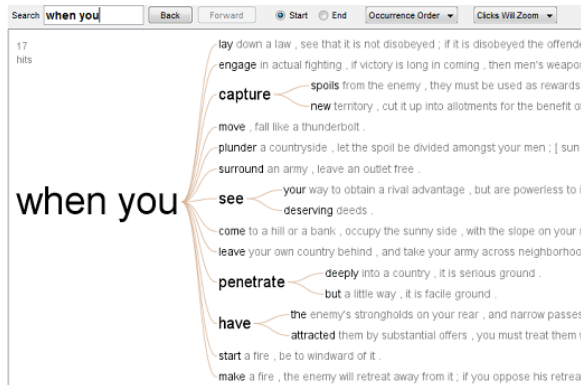 Search when you Back Forward Start End Occurrence Order Clicks Will Zoom
17
hits
lay down a law , see that it is not disobeyed ; if it is disobeyed the offende
engage in actual fighting , if victory is long in coming , then men's weapo
capture
spoils from the enemy , they must be used as rewards
new territory , cut it up into allotments for the benefit o
move , fall like a thunderbolt .
plunder a countryside , let the spoil be divided amongst your men ; [ sun
surround an army , leave an outlet free .
when you
see
your way to obtain a rival advantage , but are powerless to i
deserving deeds .
come to a hill or a bank , occupy the sunny side , with the slope on your
leave your own country behind , and take your army across neighborhoo
penetrate
deeply into a country , it is serious ground .
but a little way , it is facile ground .
have
the enemy's strongholds on your rear , and narrow passes
attracted them by substantial offers , you must treat them
start a fire , be to windward of it .
make a fire , the enemy will retreat away from it ; if you oppose his retrea